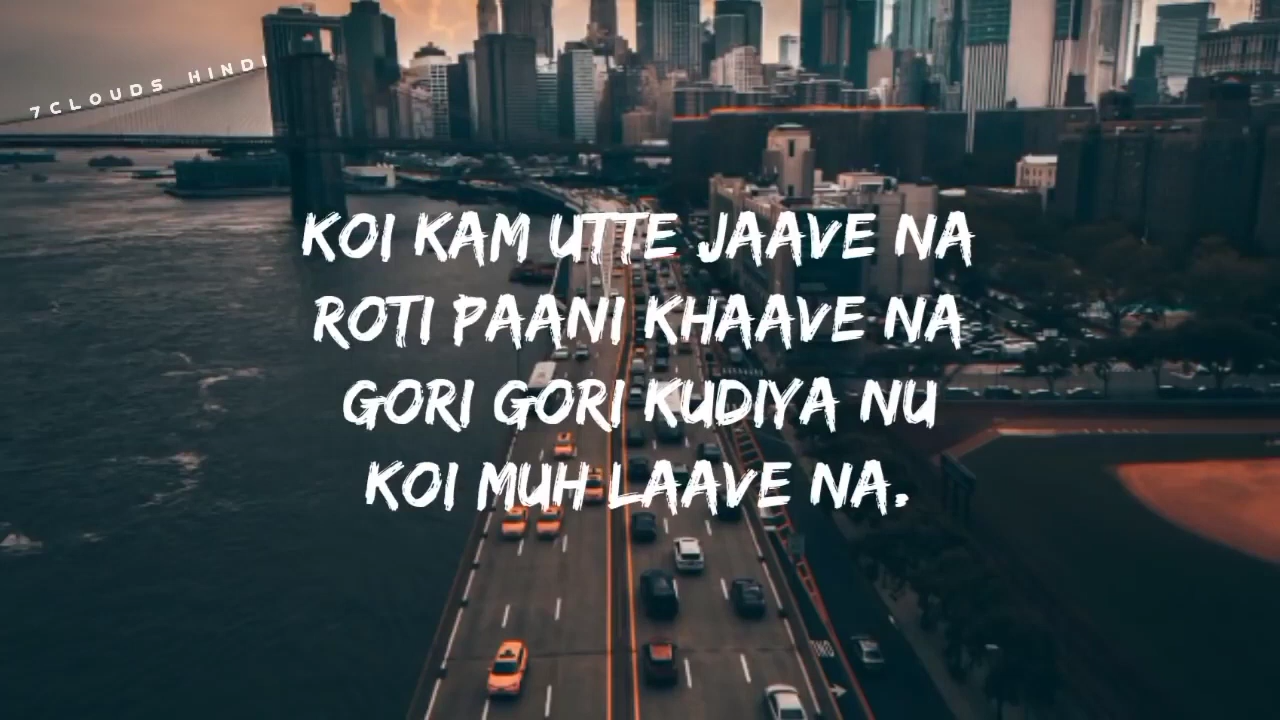 7CLOUDS HINDI
KOI KAM UTTE JAAVE NA
ROTI PAANI KHAAVE NA
GORI GORI KUDIYA NU
KOI MUH LAAVE NA.